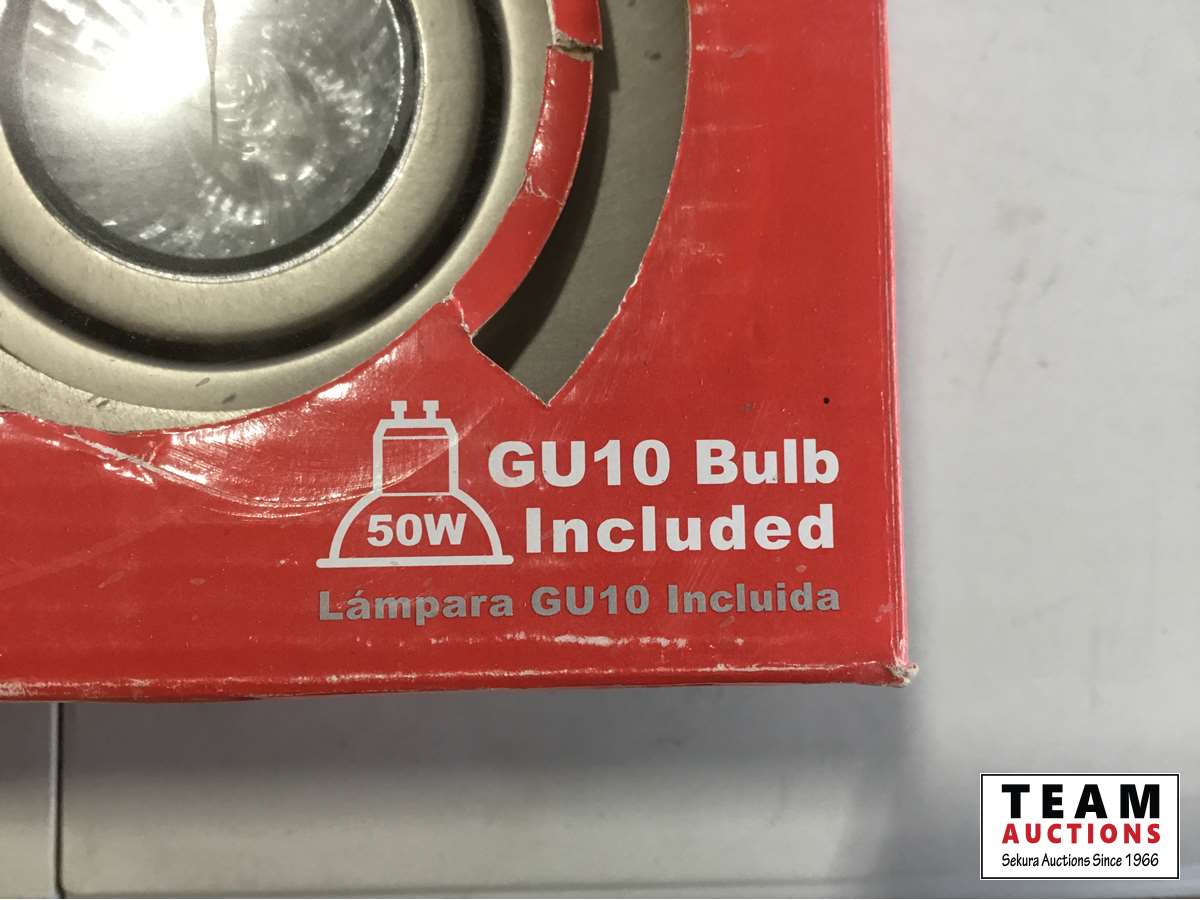 GU10 Bulb
50W
Included
Lámpara GU10 Incluida
TEAM
AUCTIONS
Sekura Auctions Since 1966